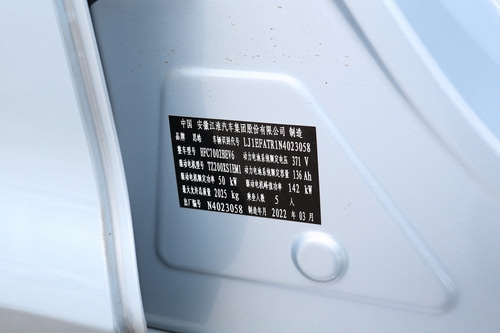 中国 安徽江淮汽车集团股份有限公司 制造
品牌 思皓 车辆识别代号 LJ1EFATR1N4023058
整车型号 HFC7002BEV6 动力电池系统额定电压 371 V
驱动电机型号 TZ200XS1EM1 动力电池系统额定容量 136 Ah
驱动电机额定功率 50 kW 驱动电机峰值功率 142 kW
最大允许总质量 2025 kg 乘坐人数 5 人
出厂编号 N4023058 制造年月 2022 年 03 月